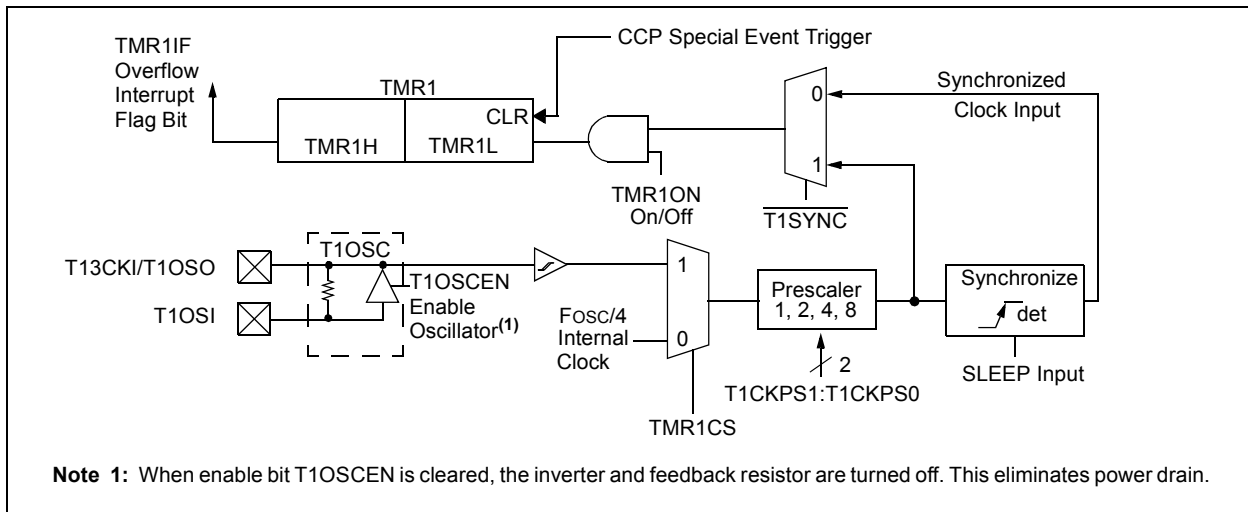 CCP Special Event Trigger
TMR1IF
Overflow
Interrupt
Flag Bit
TMR1
CLR
TMR1H
TMR1L
TMR1ON
On/Off
0
1
T1SYNC
Synchronized
Clock Input
T13CKI/T1OSO
T1OSI
T1OSC
T1OSCEN
Enable
Oscillator(1)
FOSC/4
Internal
Clock
1
0
TMR1CS
Prescaler
1, 2, 4, 8
2
T1CKPS1:T1CKPS0
Synchronize
det
SLEEP Input
Note 1: When enable bit T1OSCEN is cleared, the inverter and feedback resistor are turned off. This eliminates power drain.